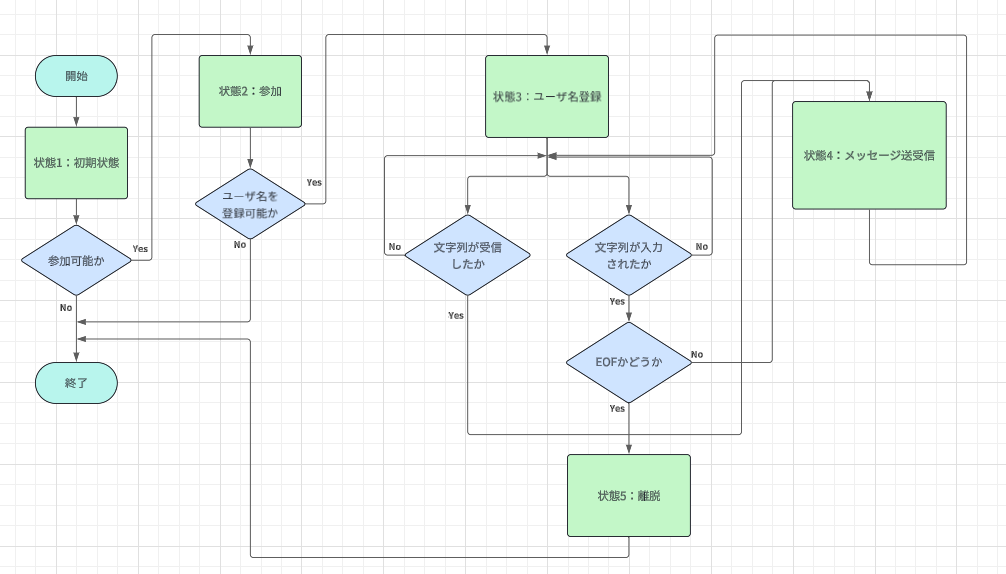 開始
状態1：初期状態
参加可能か
Yes
No
終了
状態2：参加
ユーザ名を
登録可能か
Yes
No
状態3：ユーザ名登録
文字列が受信
したか
No
Yes
文字列が入力
されたか
No
Yes
EOFかどうか
No
Yes
状態4：メッセージ送受信
状態5：離脱